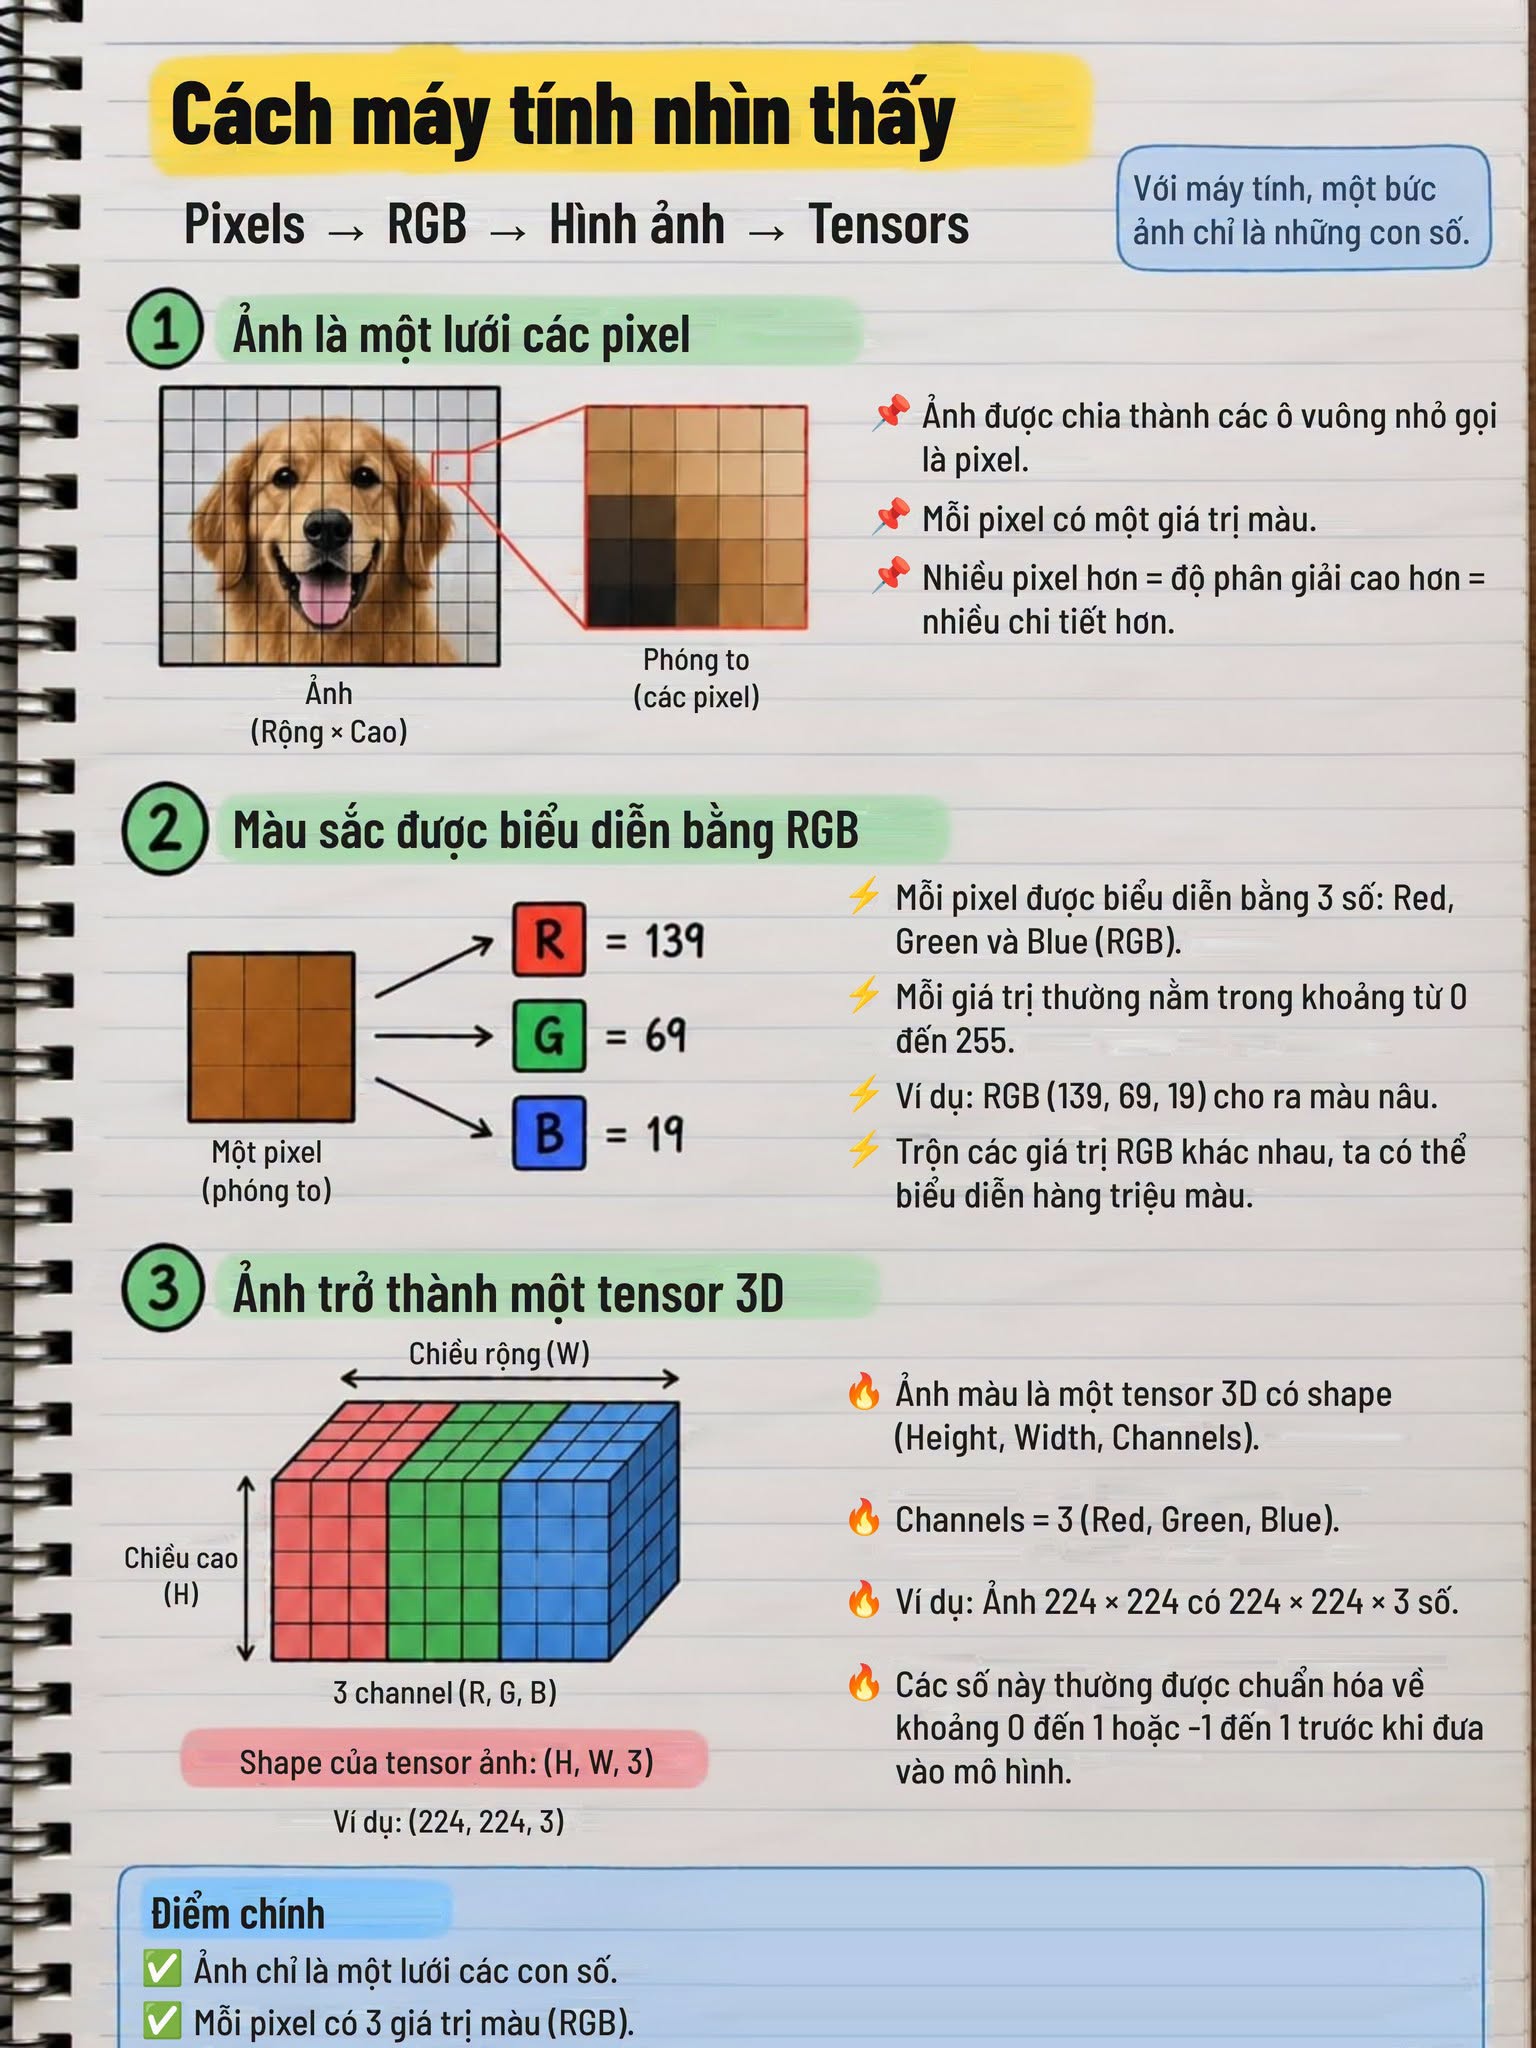 Cách máy tính nhìn thấy
Pixels → RGB → Hình ảnh → Tensors
Với máy tính, một bức
ảnh chỉ là những con số.
1 Ảnh là một lưới các pixel
Ảnh
(Rộng × Cao)
Phóng to
(các pixel)
📌 Ảnh được chia thành các ô vuông nhỏ gọi
là pixel.
📌 Mỗi pixel có một giá trị màu.
📌 Nhiều pixel hơn = độ phân giải cao hơn =
nhiều chi tiết hơn.
2 Màu sắc được biểu diễn bằng RGB
Một pixel
(phóng to)
R = 139
G = 69
B = 19
⚡ Mỗi pixel được biểu diễn bằng 3 số: Red,
Green và Blue (RGB).
⚡ Mỗi giá trị thường nằm trong khoảng từ 0
đến 255.
⚡ Ví dụ: RGB (139, 69, 19) cho ra màu nâu.
⚡ Trộn các giá trị RGB khác nhau, ta có thể
biểu diễn hàng triệu màu.
3 Ảnh trở thành một tensor 3D
Chiều rộng (W)
Chiều cao
(H)
3 channel (R, G, B)
Shape của tensor ảnh: (H, W, 3)
Ví dụ: (224, 224, 3)
🔥 Ảnh màu là một tensor 3D có shape
(Height, Width, Channels).
🔥 Channels = 3 (Red, Green, Blue).
🔥 Ví dụ: Ảnh 224 × 224 có 224 × 224 × 3 số.
🔥 Các số này thường được chuẩn hóa về
khoảng 0 đến 1 hoặc -1 đến 1 trước khi đưa
vào mô hình.
Điểm chính
✅ Ảnh chỉ là một lưới các con số.
✅ Mỗi pixel có 3 giá trị màu (RGB).